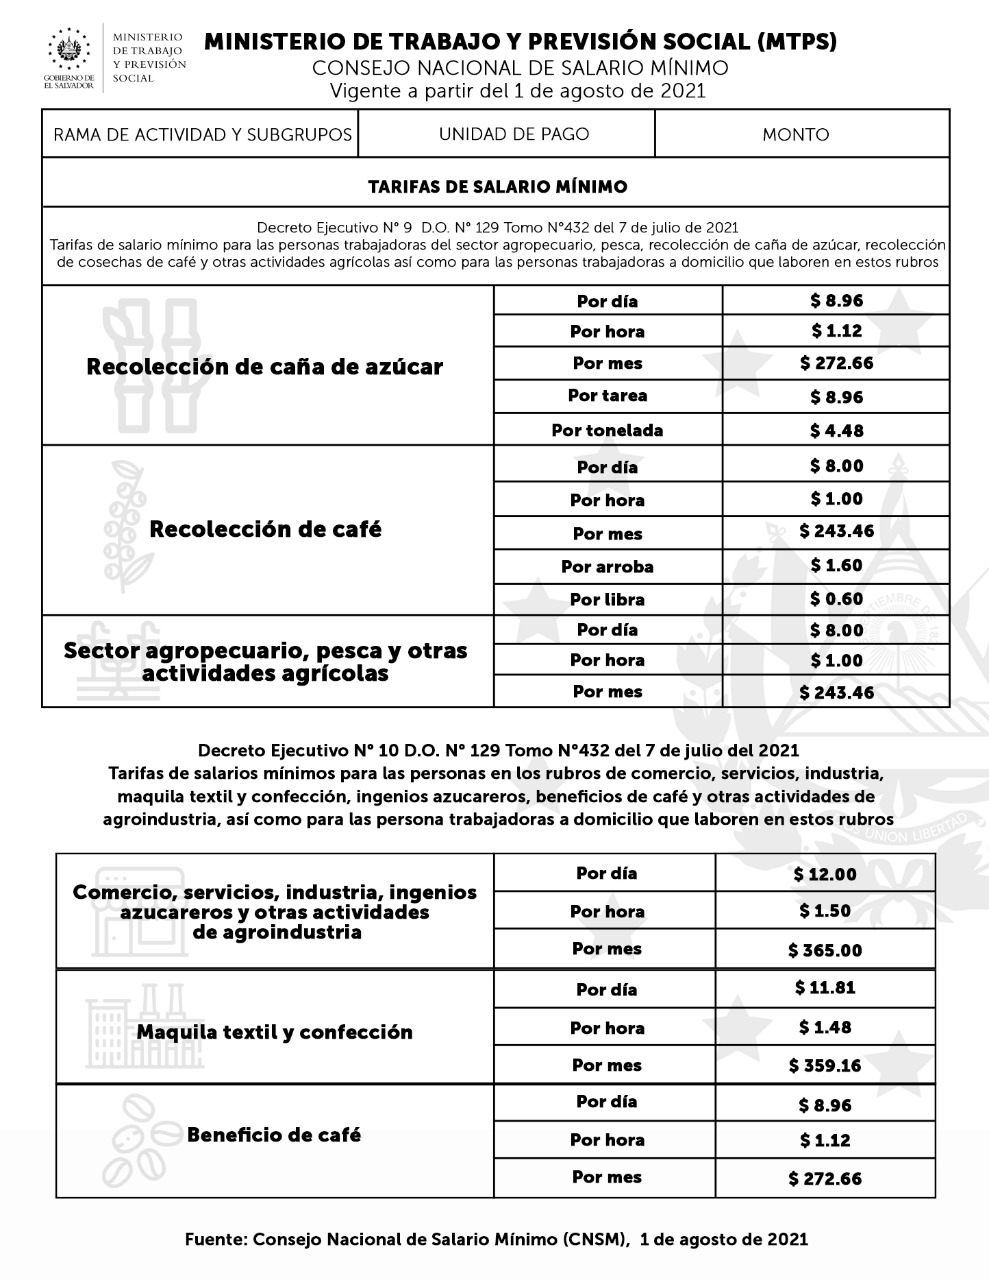 GOBIERNO DE
EL SALVADOR
MINISTERIO
DE TRABAJO
Y PREVISIÓN
SOCIAL
MINISTERIO DE TRABAJO Y PREVISIÓN SOCIAL (MTPS)
CONSEJO NACIONAL DE SALARIO MÍNIMO
Vigente a partir del 1 de agosto de 2021
RAMA DE ACTIVIDAD Y SUBGRUPOS UNIDAD DE PAGO MONTO
TARIFAS DE SALARIO MÍNIMO
Decreto Ejecutivo N° 9 D.O. N° 129 Tomo N°432 del 7 de julio de 2021
Tarifas de salario mínimo para las personas trabajadoras del sector agropecuario, pesca, recolección de caña de azúcar, recolección
de cosechas de café y otras actividades agrícolas así como para las personas trabajadoras a domicilio que laboren en estos rubros
Recolección de caña de azúcar
Por día $ 8.96
Por hora $ 1.12
Por mes $ 272.66
Por tarea $ 8.96
Por tonelada $ 4.48
Recolección de café
Por día $ 8.00
Por hora $ 1.00
Por mes $ 243.46
Por arroba $ 1.60
Por libra $ 0.60
Sector agropecuario, pesca y otras
actividades agrícolas
Por día $ 8.00
Por hora $ 1.00
Por mes $ 243.46
Decreto Ejecutivo N° 10 D.O. N° 129 Tomo N°432 del 7 de julio del 2021
Tarifas de salarios mínimos para las personas en los rubros de comercio, servicios, industria,
maquila textil y confección, ingenios azucareros, beneficios de café y otras actividades de
agroindustria, así como para las persona trabajadoras a domicilio que laboren en estos rubros
Comercio, servicios, industria, ingenios
azucareros y otras actividades
de agroindustria
Por día $ 12.00
Por hora $ 1.50
Por mes $ 365.00
Maquila textil y confección
Por día $ 11.81
Por hora $ 1.48
Por mes $ 359.16
Beneficio de café
Por día $ 8.96
Por hora $ 1.12
Por mes $ 272.66
UNION LIBERTAD
Fuente: Consejo Nacional de Salario Mínimo (CNSM), 1 de agosto de 2021